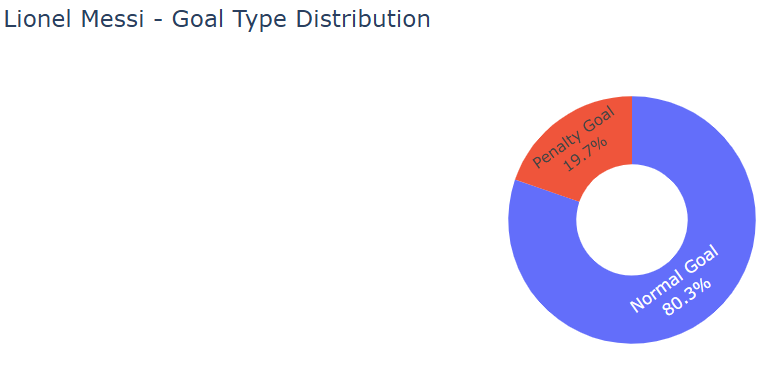 Lionel Messi - Goal Type Distribution
Penalty Goal
19.7%
Normal Goal
80.3%